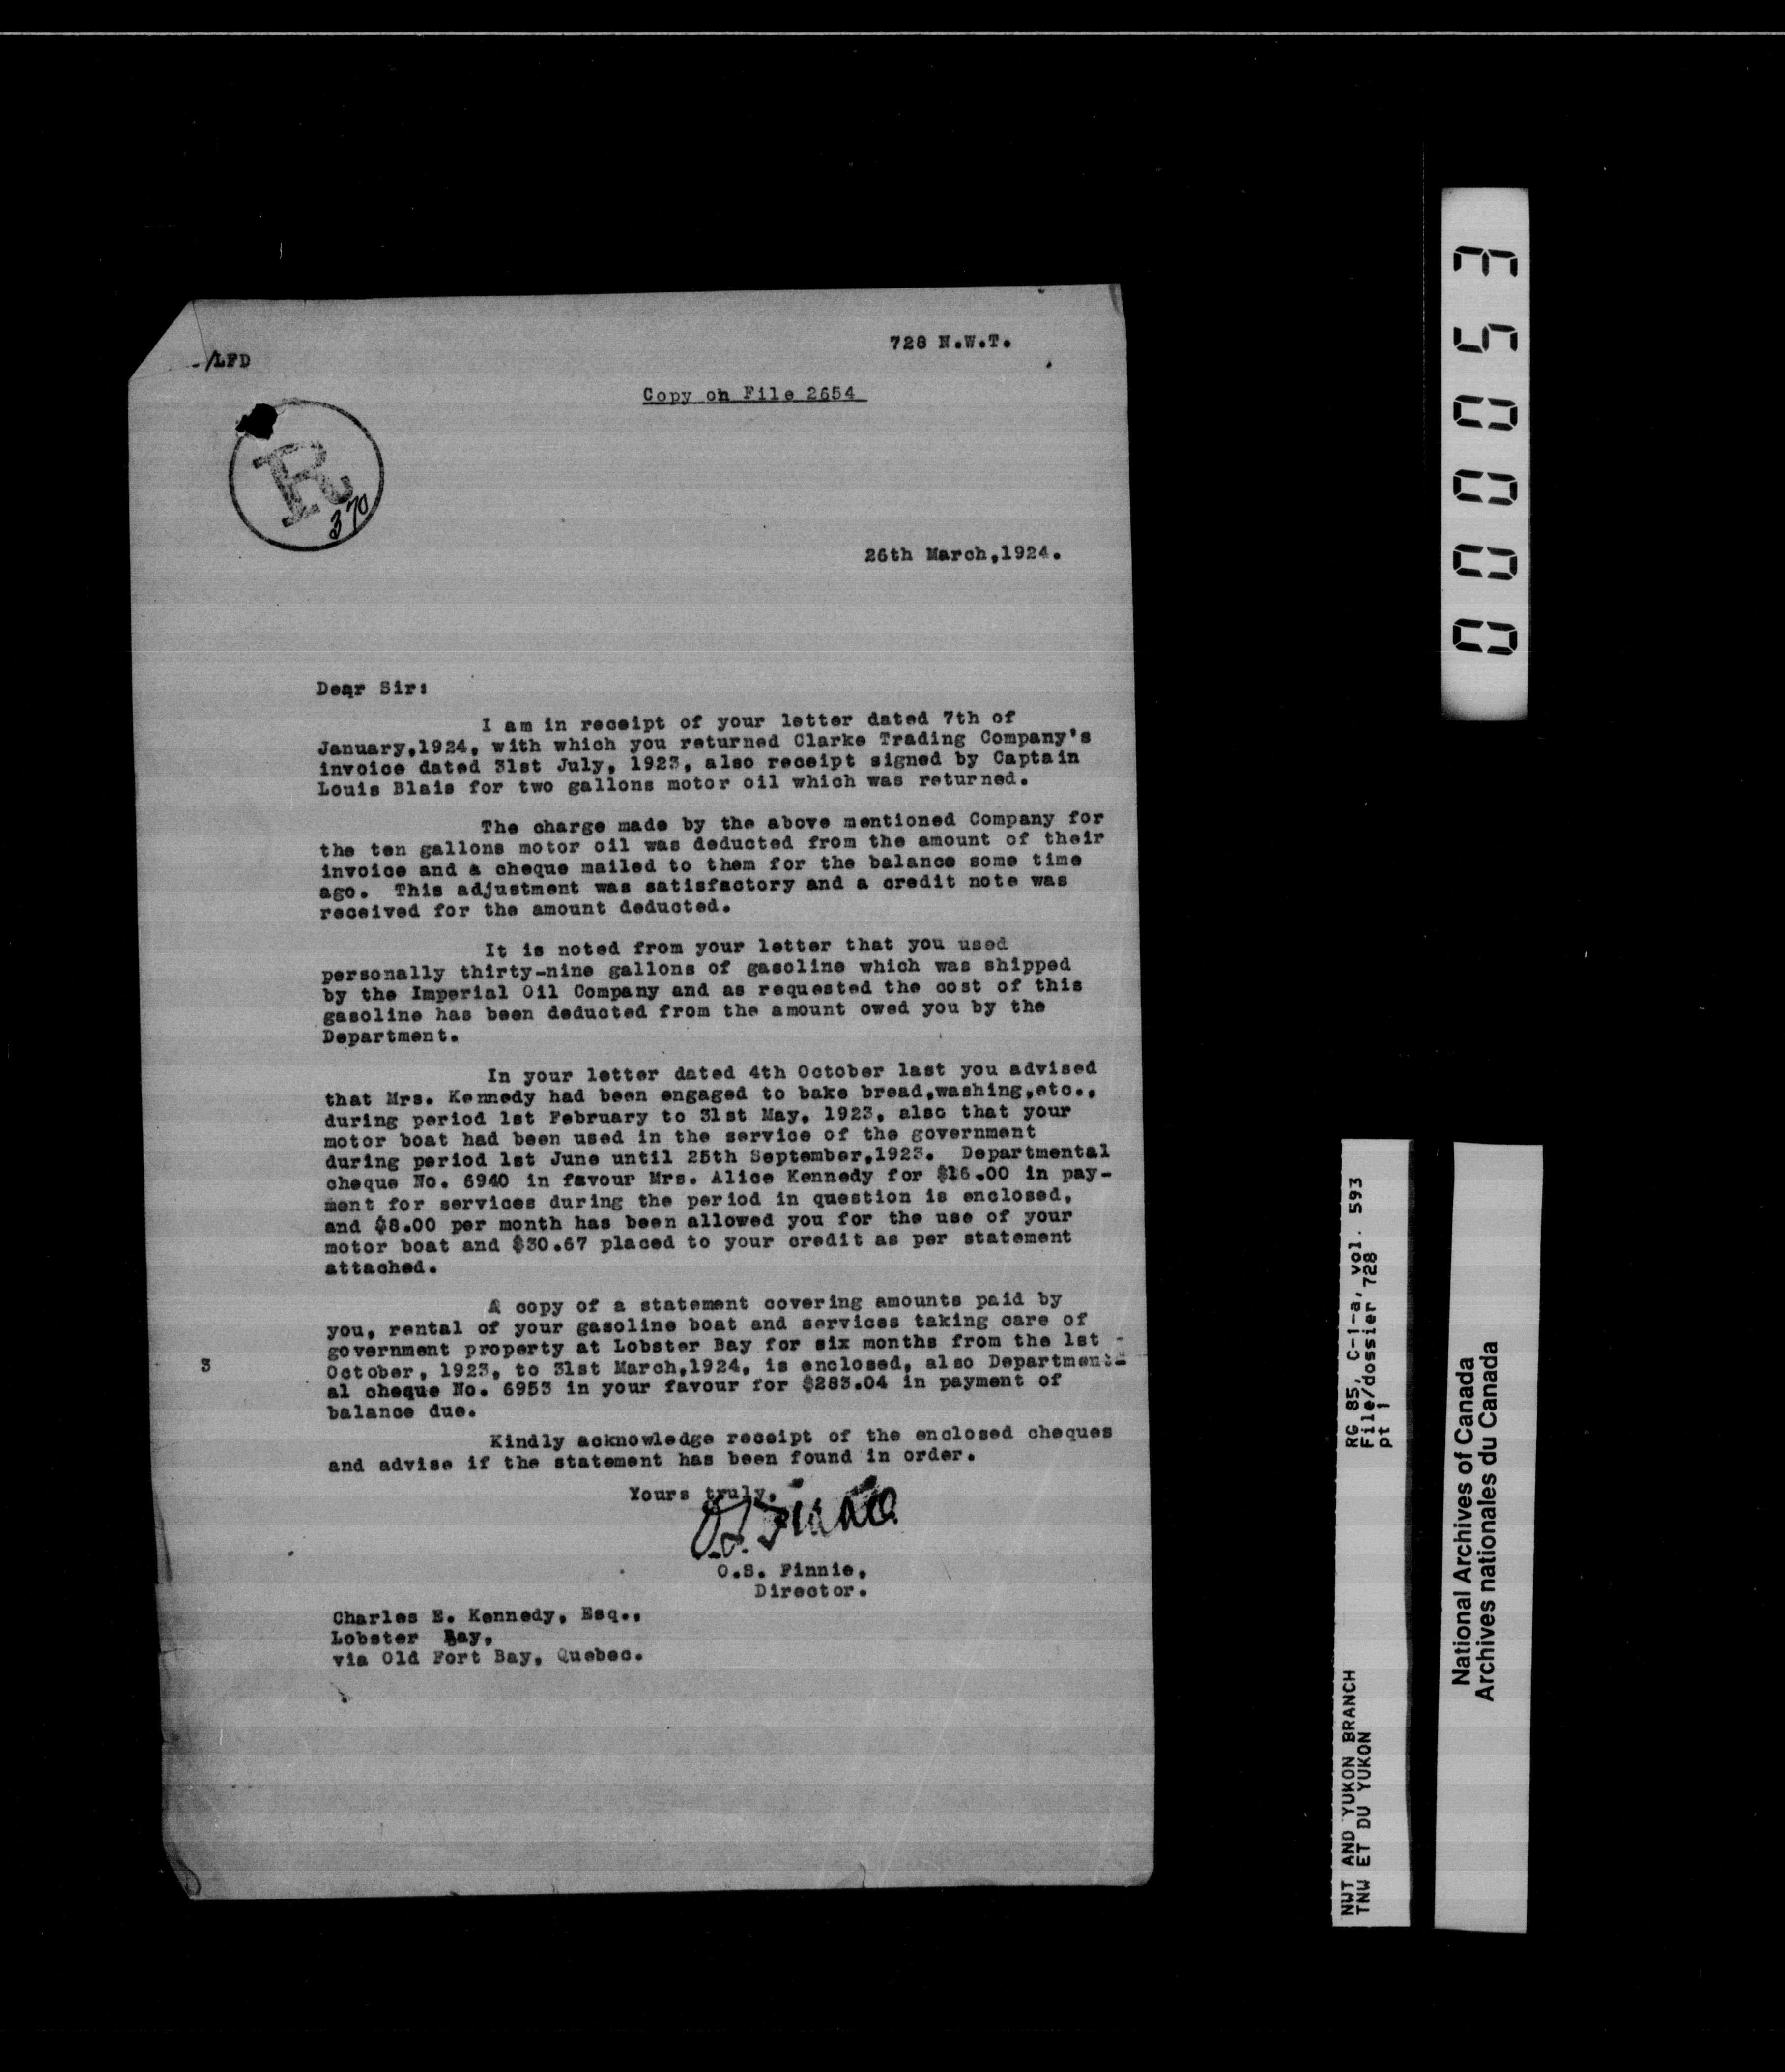 728 N.W.T.
-/LFD
Copy on File 2654
R
370
26th March,1924.
Dear Sir:
I am in receipt of your letter dated 7th of
January,1924, with which you returned Clarke Trading Company's
invoice dated 31st July, 1923, also receipt signed by Captain
Louis Blais for two gallons motor oil which was returned.
The charge made by the above mentioned Company for
the ten gallons motor oil was deducted from the amount of their
invoice and a cheque mailed to them for the balance some time
ago. This adjustment was satisfactory and a credit note was
received for the amount deducted.
It is noted from your letter that you used
personally thirty-nine gallons of gasoline which was shipped
by the Imperial Oil Company and as requested the cost of this
gasoline has been deducted from the amount owed you by the
Department.
In your letter dated 4th October last you advised
that Mrs. Kennedy had been engaged to bake bread,washing,etc.,
during period 1st February to 31st May, 1923, also that your
motor boat had been used in the service of the government
during period 1st June until 25th September,1923. Departmental
cheque No. 6940 in favour Mrs. Alice Kennedy for $16.00 in pay-
ment for services during the period in question is enclosed,
and $8.00 per month has been allowed you for the use of your
motor boat and $30.67 placed to your credit as per statement
attached.
A copy of a statement covering amounts paid by
you, rental of your gasoline boat and services taking care of
government property at Lobster Bay for six months from the 1st
3
October, 1923, to 31st March,1924, is enclosed, also Department-
al cheque No. 6953 in your favour for $283.04 in payment of
balance due.
Kindly acknowledge receipt of the enclosed cheques
and advise if the statement has been found in order.
Yours truly,
O.S. Finnie
O.S. Finnie,
Director.
Charles E. Kennedy, Esq.,
Lobster Bay,
via Old Fort Bay, Quebec.
000053
RG 85, C-1-a, vol. 593
File/dossier 728
pt 1
NWT AND YUKON BRANCH
TNW ET DU YUKON
National Archives of Canada
Archives nationales du Canada